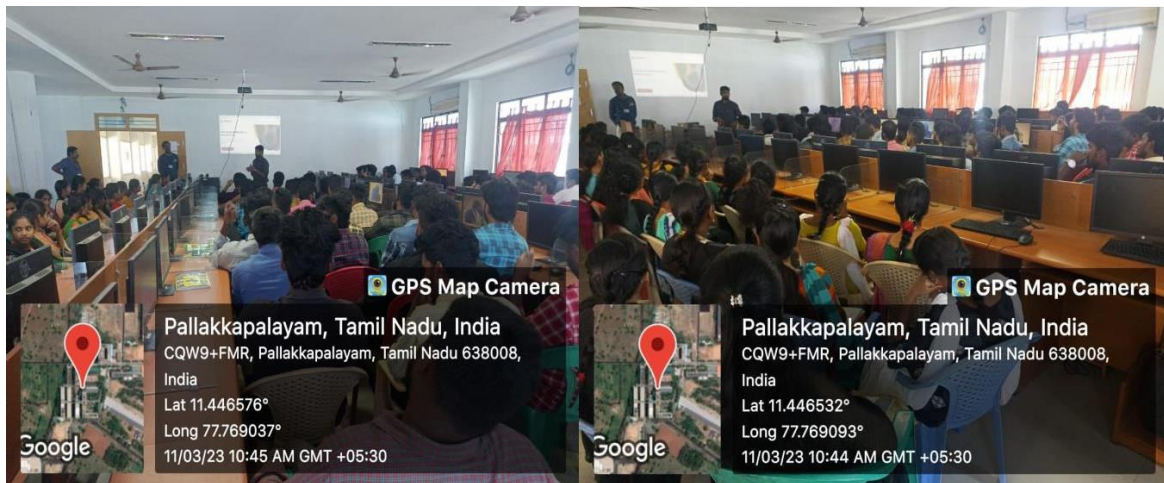 GPS Map Camera
Pallakkapalayam, Tamil Nadu, India
CQW9+FMR, Pallakkapalayam, Tamil Nadu 638008,
India
Lat 11.446576°
Long 77.769037°
11/03/23 10:45 AM GMT +05:30
Google
GPS Map Camera
Pallakkapalayam, Tamil Nadu, India
CQW9+FMR, Pallakkapalayam, Tamil Nadu 638008,
India
Lat 11.446532°
Long 77.769093°
11/03/23 10:44 AM GMT +05:30
Google